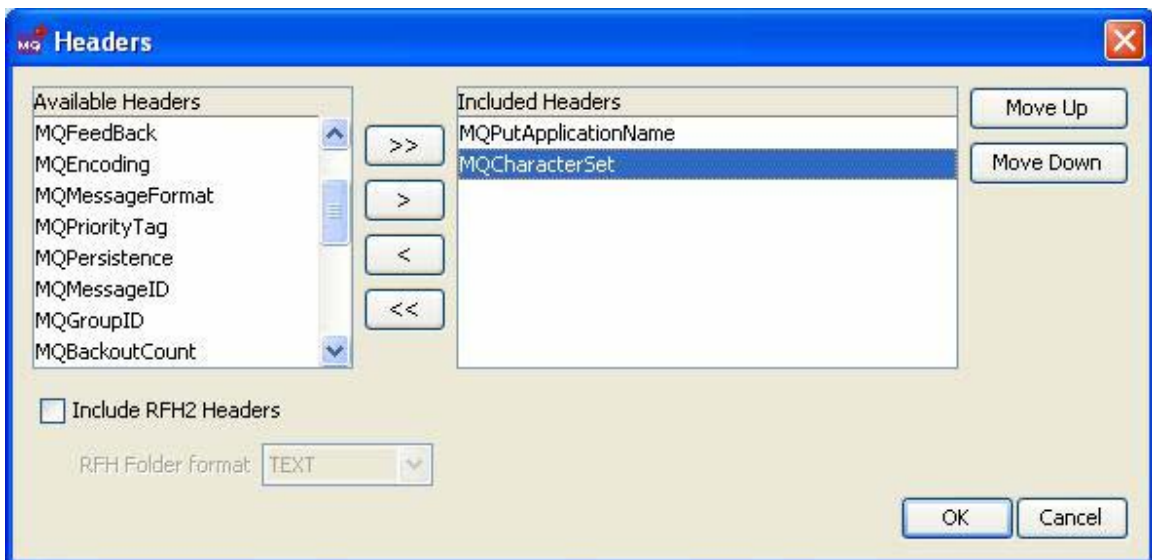 MQ Headers
Available Headers
MQFeedBack
MQEncoding
MQMessageFormat
MQPriorityTag
MQPersistence
MQMessageID
MQGroupID
MQBackoutCount
>>
>
<
<<
Included Headers
MQPutApplicationName
MQCharacterSet
Move Up
Move Down
Include RFH2 Headers
RFH Folder format TEXT
OK Cancel